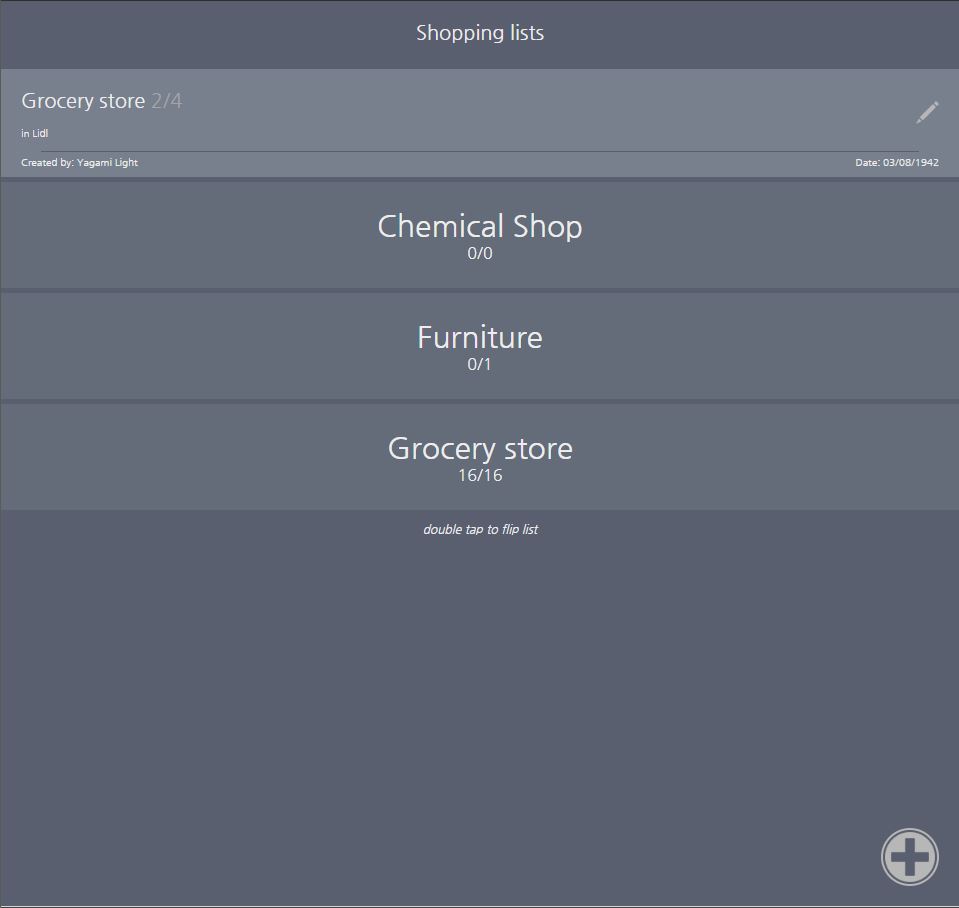 Shopping lists
Grocery store 2/4
in Lidl
Created by: Yagami Light Date: 03/08/1942
Chemical Shop
0/0
Furniture
0/1
Grocery store
16/16
double tap to flip list